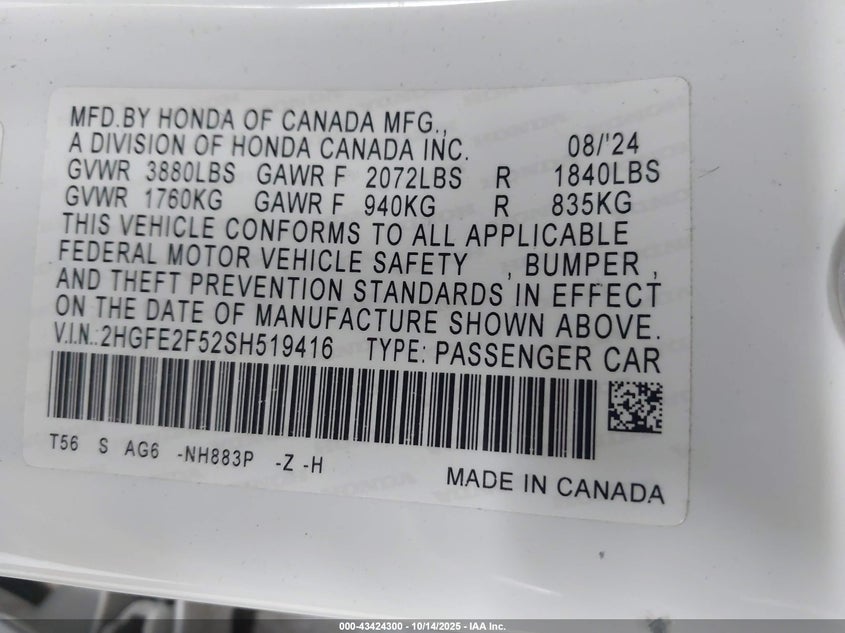 MFD.BY HONDA OF CANADA MFG.,
A DIVISION OF HONDA CANADA INC. 08/'24
GVWR 3880LBS GAWR F 2072LBS R 1840LBS
GVWR 1760KG GAWR F 940KG R 835KG
THIS VEHICLE CONFORMS TO ALL APPLICABLE
FEDERAL MOTOR VEHICLE SAFETY , BUMPER ,
AND THEFT PREVENTION STANDARDS IN EFFECT
ON THE DATE OF MANUFACTURE SHOWN ABOVE.
V.I.N.:2HGFE2F52SH519416 TYPE: PASSENGER CAR
T56 S AG6 -NH883P -Z -H
MADE IN CANADA
000-43424300 - 10/14/2025 - IAA Inc.